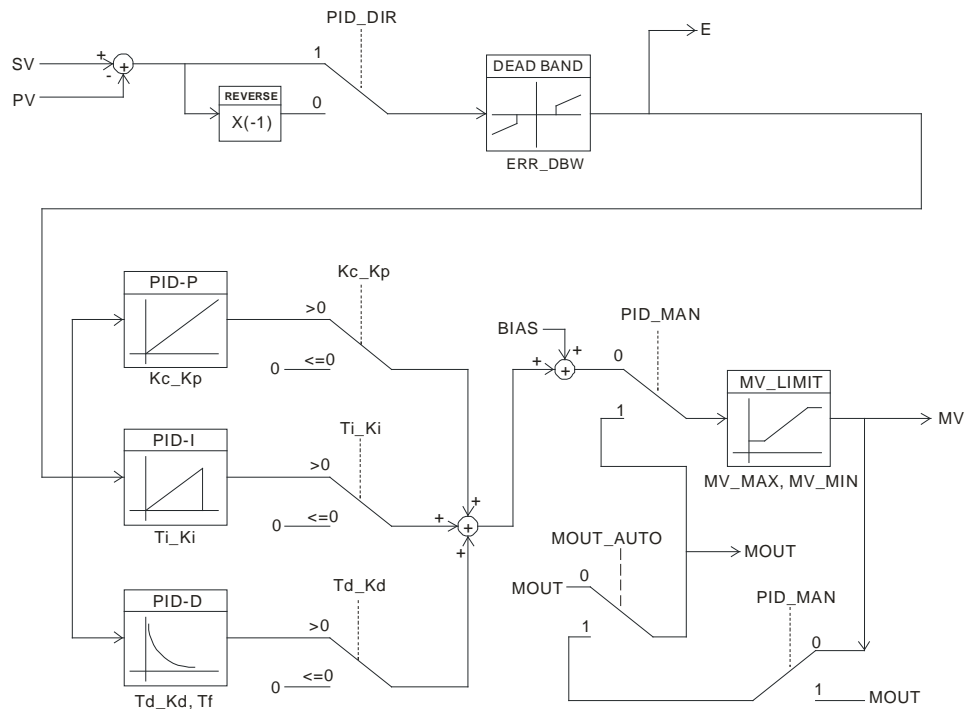 PID_DIR
E
SV
+
+
-
PV
1
0
REVERSE
X(-1)
DEAD BAND
ERR_DBW
PID-P
Kc_Kp
Kc_Kp
>0
0
<=0
PID-I
Ti_Ki
Ti_Ki
>0
0
<=0
PID-D
Td_Kd, Tf
Td_Kd
>0
0
<=0
+
+
+
+
BIAS
+
+
+
PID_MAN
0
1
MV_LIMIT
MV_MAX, MV_MIN
MV
MOUT_AUTO
MOUT
0
1
MOUT
PID_MAN
0
1
MOUT